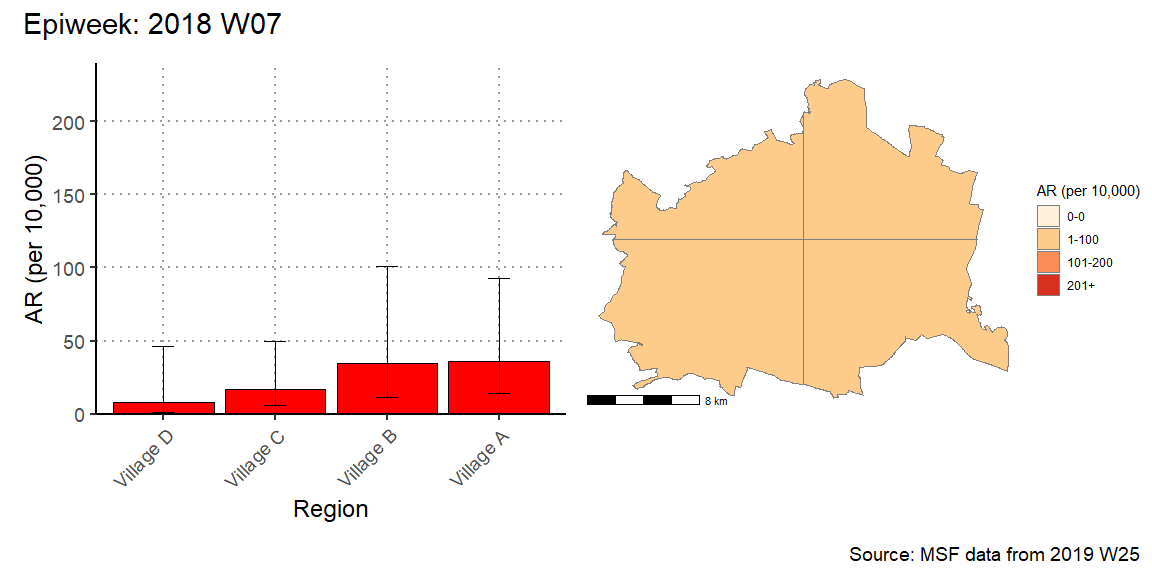 Epiweek: 2018 W07
AR (per 10,000)
200
150
100
50
0
Village D
Village C
Village B
Village A
Region
8 km
AR (per 10,000)
0-0
1-100
101-200
201+
Source: MSF data from 2019 W25